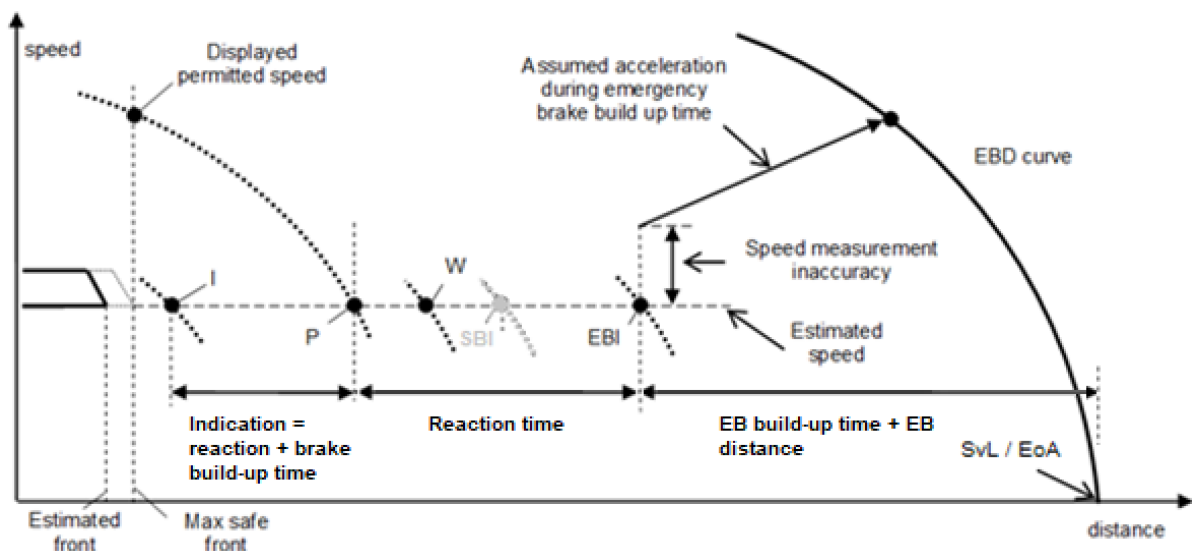 speed
Displayed
permitted speed
Assumed acceleration
during emergency
brake build up time
EBD curve
Speed measurement
inaccuracy
I
P
W
SBI
EBI
Estimated
speed
Indication =
reaction + brake
build-up time
Reaction time
EB build-up time + EB
distance
SvL / EoA
Estimated
front
Max safe
front
distance